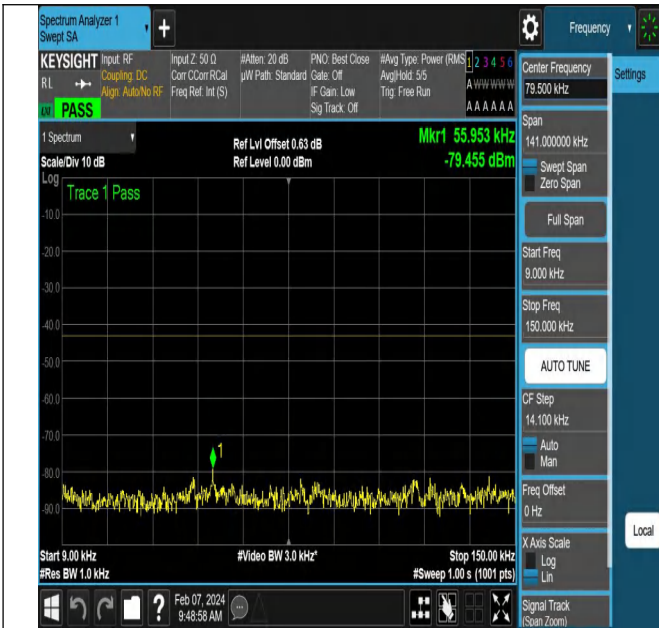 Spectrum Analyzer 1
Swept SA
+
Frequency
KEYSIGHT
RL
Input: RF
Coupling: DC
Align: Auto/No RF
Input Z: 50 Ω
Corr CCorr RCal
Freq Ref: Int (S)
#Atten: 20 dB
µW Path: Standard
PNO: Best Close
Gate: Off
IF Gain: Low
Sig Track: Off
#Avg Type: Power (RMS
Avg|Hold: 5/5
Trig: Free Run
1 2 3 4 5 6
A W W W W W
A A A A A A
PASS
1 Spectrum
Scale/Div 10 dB
Ref Lvl Offset 0.63 dB
Ref Level 0.00 dBm
Mkr1 55.953 kHz
-79.455 dBm
Log
Trace 1 Pass
-10.0
-20.0
-30.0
-40.0
-50.0
-60.0
-70.0
-80.0
-90.0
1
Start 9.00 kHz
#Res BW 1.0 kHz
#Video BW 3.0 kHz*
Stop 150.00 kHz
#Sweep 1.00 s (1001 pts)
?
Feb 07, 2024
9:48:58 AM
Center Frequency
79.500 kHz
Settings
Span
141.000000 kHz
Swept Span
Zero Span
Full Span
Start Freq
9.000 kHz
Stop Freq
150.000 kHz
AUTO TUNE
CF Step
14.100 kHz
Auto
Man
Freq Offset
0 Hz
Local
X Axis Scale
Log
Lin
Signal Track
(Span Zoom)